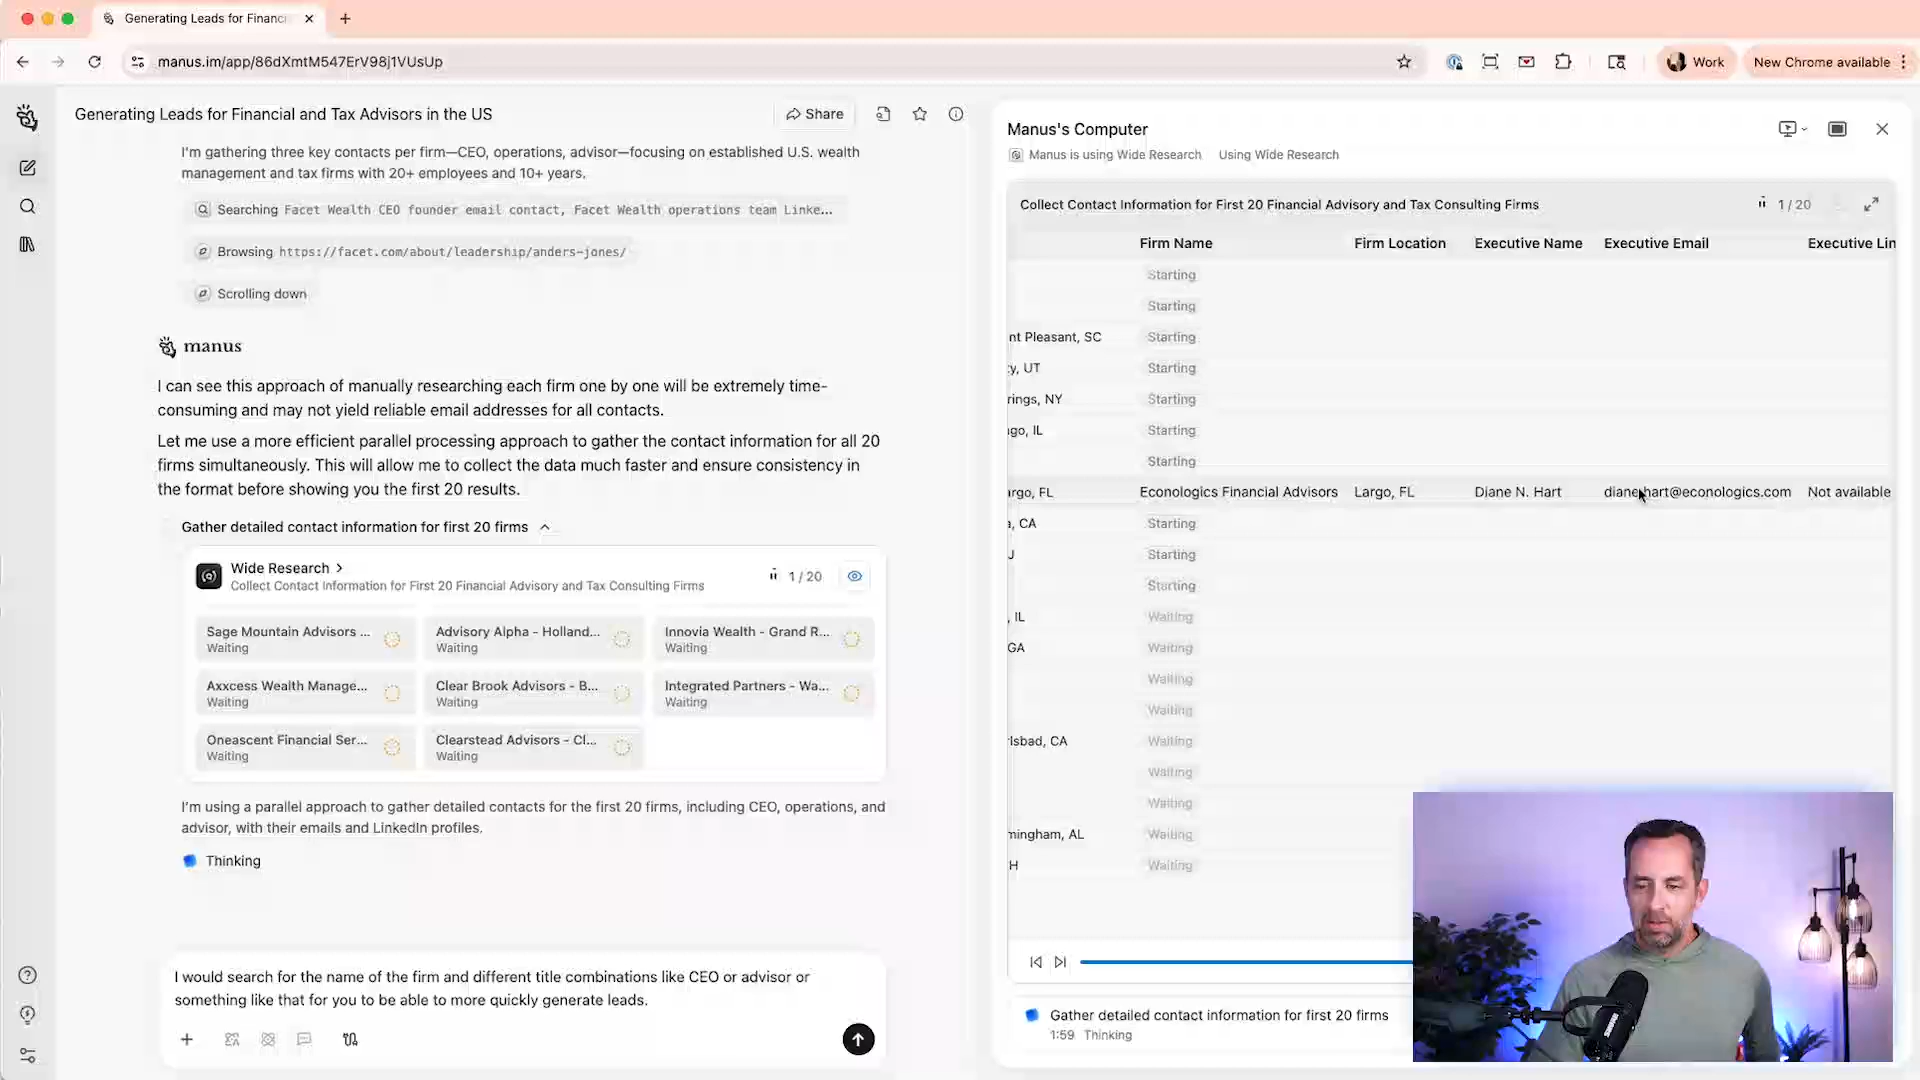 Generating Leads for Financi
manus.im/app/86dXmtM547ErV98j1VUsUp
Work
New Chrome available
Generating Leads for Financial and Tax Advisors in the US
Share
I'm gathering three key contacts per firm—CEO, operations, advisor—focusing on established U.S. wealth
management and tax firms with 20+ employees and 10+ years.
Searching Facet Wealth CEO founder email contact, Facet Wealth operations team Linke...
Browsing https://facet.com/about/leadership/anders-jones/
Scrolling down
manus
I can see this approach of manually researching each firm one by one will be extremely time-
consuming and may not yield reliable email addresses for all contacts.
Let me use a more efficient parallel processing approach to gather the contact information for all 20
firms simultaneously. This will allow me to collect the data much faster and ensure consistency in
the format before showing you the first 20 results.
Gather detailed contact information for first 20 firms
Wide Research
Collect Contact Information for First 20 Financial Advisory and Tax Consulting Firms
1 / 20
Sage Mountain Advisors ...
Waiting
Advisory Alpha - Holland...
Waiting
Innovia Wealth - Grand R...
Waiting
Axxcess Wealth Manage...
Waiting
Clear Brook Advisors - B...
Waiting
Integrated Partners - Wa...
Waiting
Oneascent Financial Ser...
Waiting
Clearstead Advisors - Cl...
Waiting
I'm using a parallel approach to gather detailed contacts for the first 20 firms, including CEO, operations, and
advisor, with their emails and LinkedIn profiles.
Thinking
I would search for the name of the firm and different title combinations like CEO or advisor or
something like that for you to be able to more quickly generate leads.
Manus's Computer
Manus is using Wide Research Using Wide Research
Collect Contact Information for First 20 Financial Advisory and Tax Consulting Firms
1 / 20
Firm Name Firm Location Executive Name Executive Email Executive Lin
Starting
Starting
nt Pleasant, SC Starting
y, UT Starting
rings, NY Starting
go, IL Starting
Starting
argo, FL Econologics Financial Advisors Largo, FL Diane N. Hart diane.hart@econologics.com Not available
a, CA Starting
J Starting
Starting
, IL Waiting
GA Waiting
Waiting
Waiting
lsbad, CA Waiting
Waiting
Waiting
mingham, AL Waiting
H Waiting
Gather detailed contact information for first 20 firms
1:59 Thinking